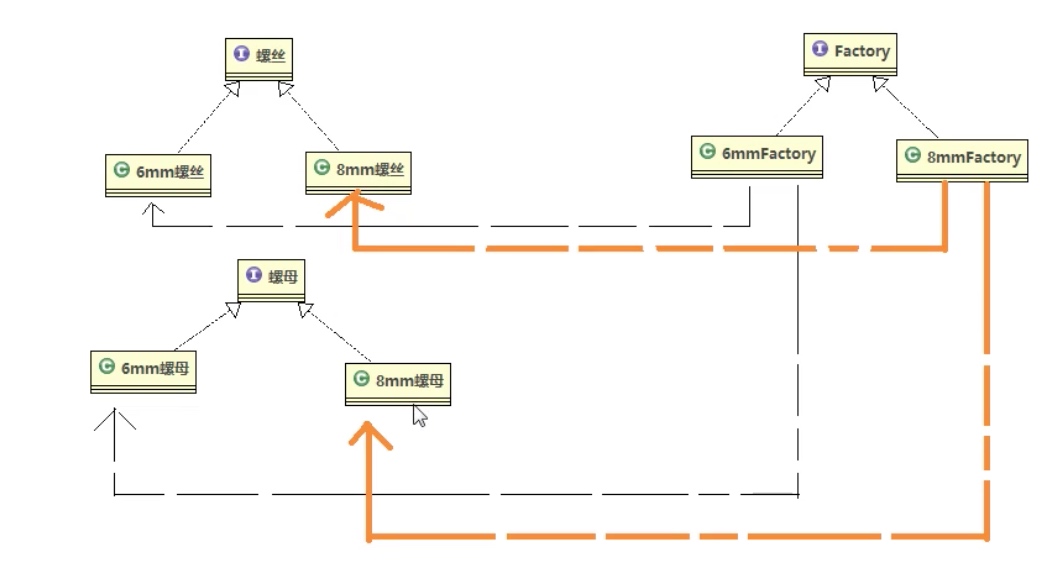 I 螺丝
I Factory
C 6mm螺丝
C 8mm螺丝
C 6mmFactory
C 8mmFactory
I 螺母
C 6mm螺母
C 8mm螺母